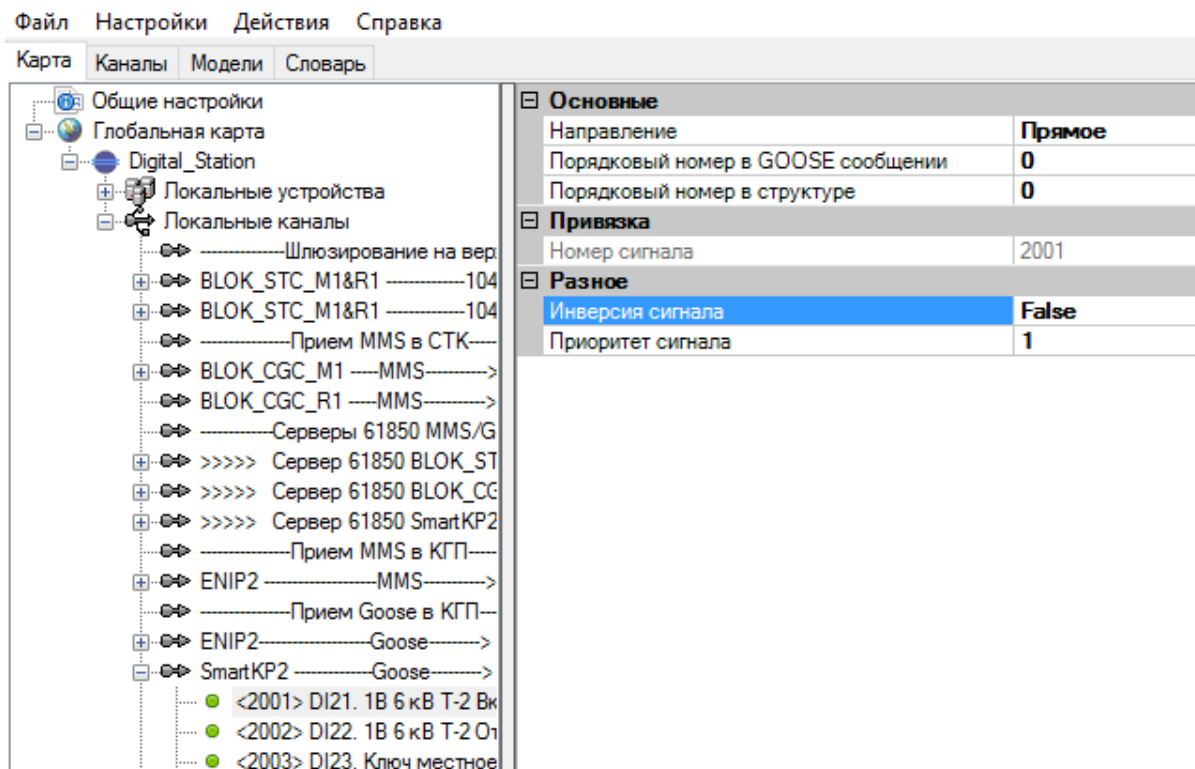 Файл Настройки Действия Справка
Карта Каналы Модели Словарь
Общие настройки
Глобальная карта
Digital_Station
Локальные устройства
Локальные каналы
--------------Шлюзирование на вер
BLOK_STC_M1&R1 --------------104
BLOK_STC_M1&R1 --------------104
--------------Прием MMS в СТК-----
BLOK_CGC_M1 -----MMS---------->
BLOK_CGC_R1 -----MMS---------->
------------Серверы 61850 MMS/G
>>>>> Сервер 61850 BLOK_ST
>>>>> Сервер 61850 BLOK_CG
>>>>> Сервер 61850 SmartKP2
--------------Прием MMS в КГП-----
ENIP2 -------------------MMS---------->
--------------Прием Goose в КГП---
ENIP2-------------------Goose-------->
SmartKP2 -------------Goose-------->
<2001> DI21. 1В 6 кВ Т-2 Вк
<2002> DI22. 1В 6 кВ Т-2 От
<2003> DI23. Ключ местное
Основные
Направление Прямое
Порядковый номер в GOOSE сообщении 0
Порядковый номер в структуре 0
Привязка
Номер сигнала 2001
Разное
Инверсия сигнала False
Приоритет сигнала 1